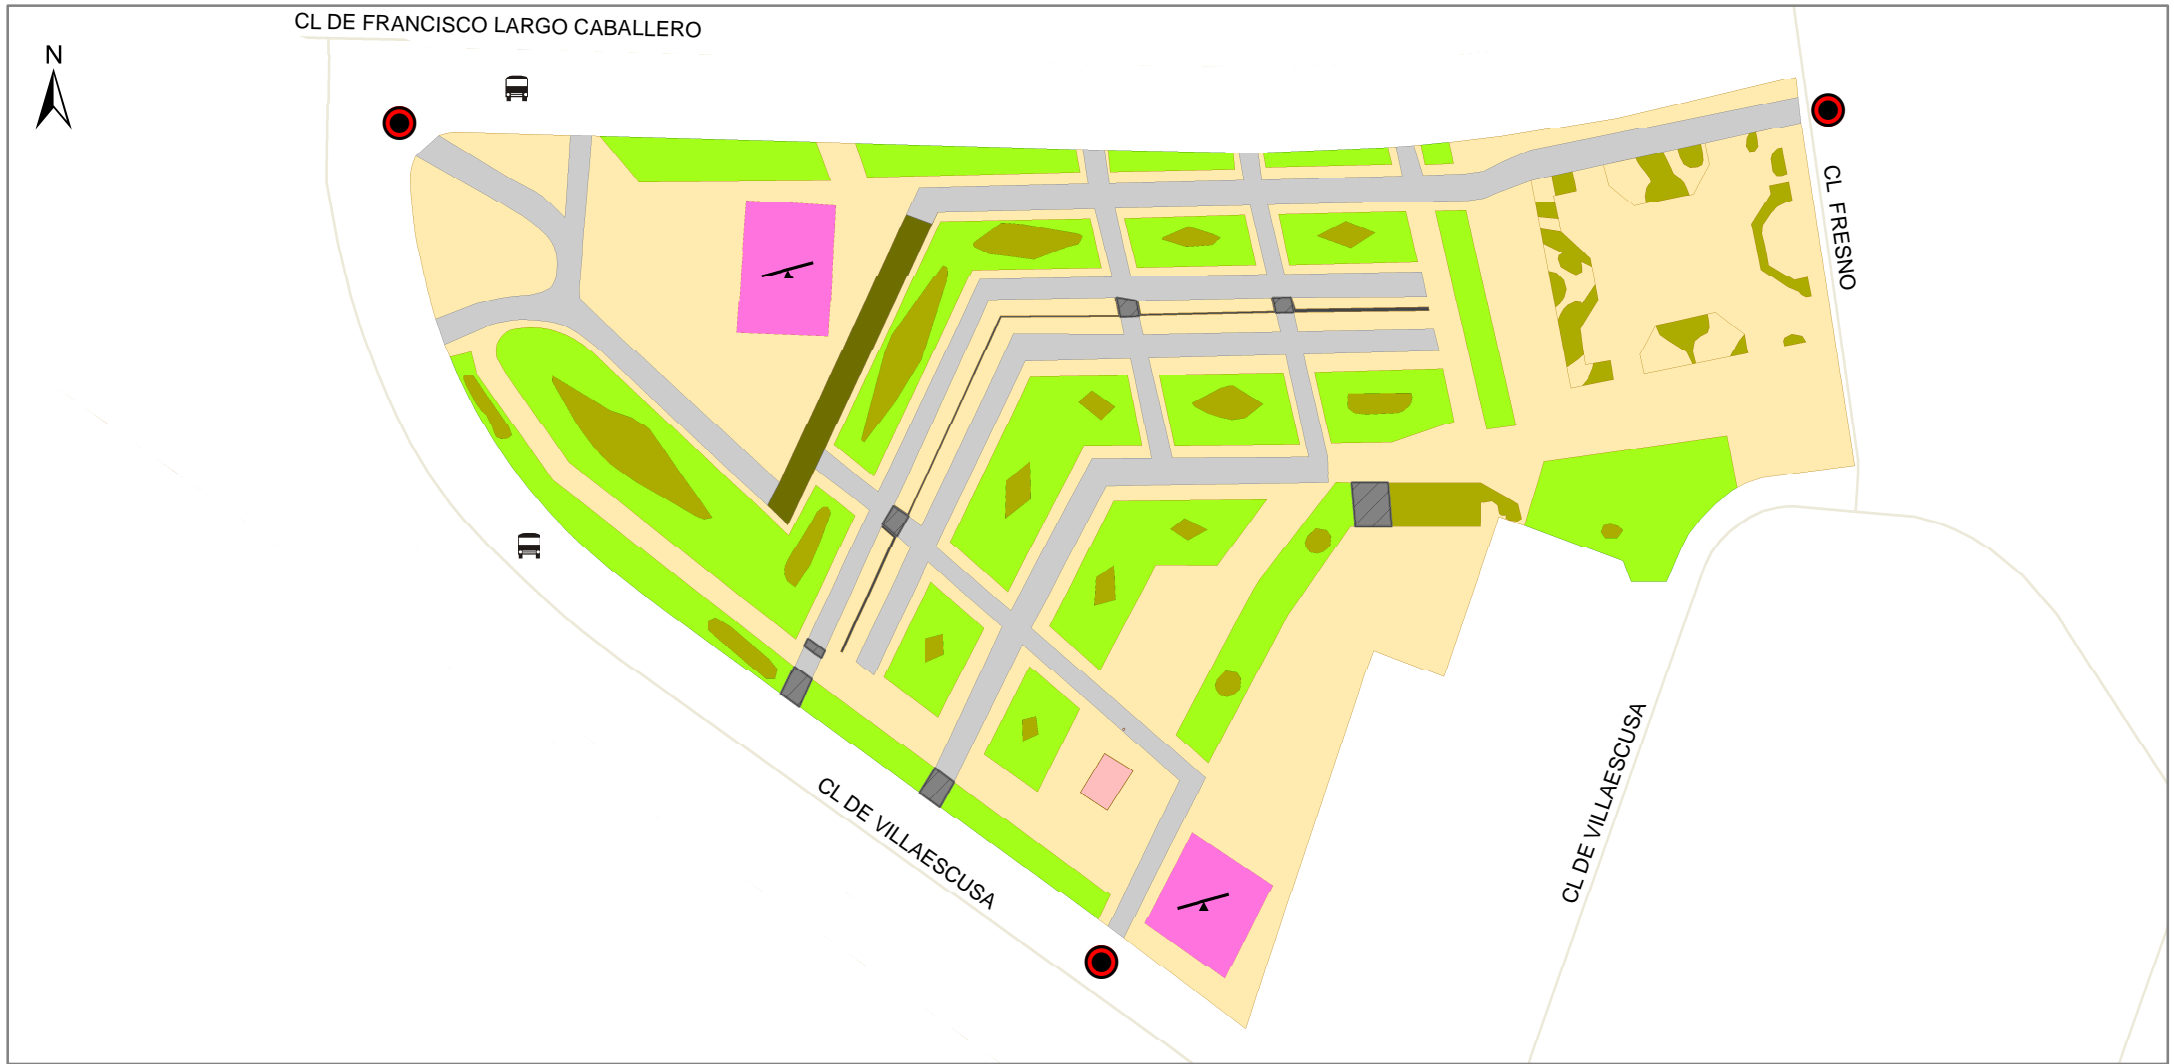 CL DE FRANCISCO LARGO CABALLERO
N
CL FRESNO
CL DE VILLAESCUSA
CL DE VILLAESCUSA